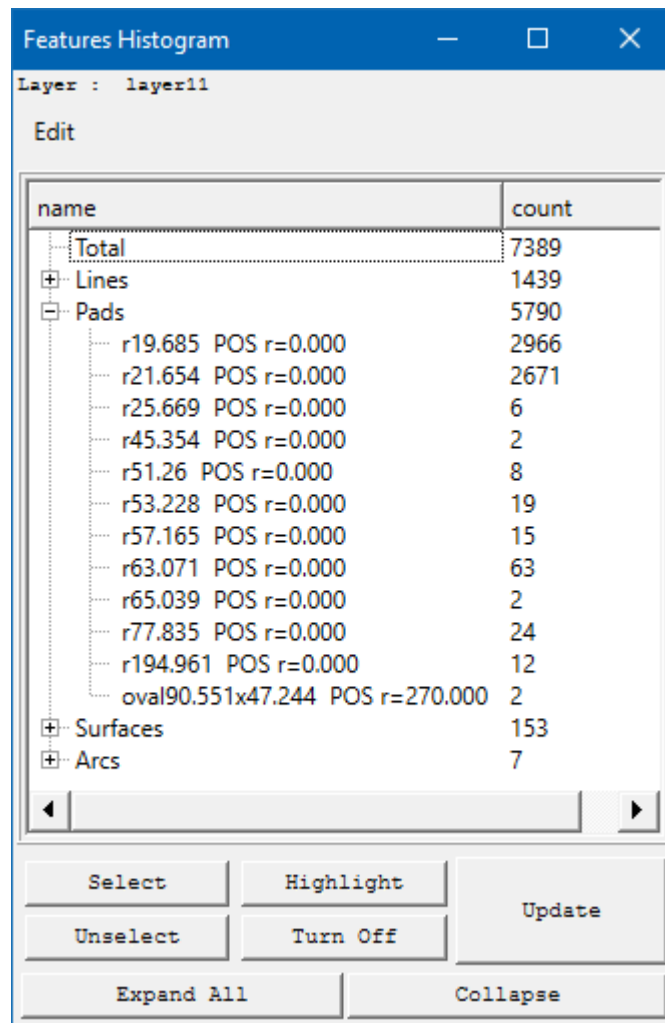 Features Histogram
Layer : layer11
Edit
name count
Total 7389
Lines 1439
Pads 5790
r19.685 POS r=0.000 2966
r21.654 POS r=0.000 2671
r25.669 POS r=0.000 6
r45.354 POS r=0.000 2
r51.26 POS r=0.000 8
r53.228 POS r=0.000 19
r57.165 POS r=0.000 15
r63.071 POS r=0.000 63
r65.039 POS r=0.000 2
r77.835 POS r=0.000 24
r194.961 POS r=0.000 12
oval90.551x47.244 POS r=270.000 2
Surfaces 153
Arcs 7
Select Highlight
Update
Unselect Turn Off
Expand All Collapse